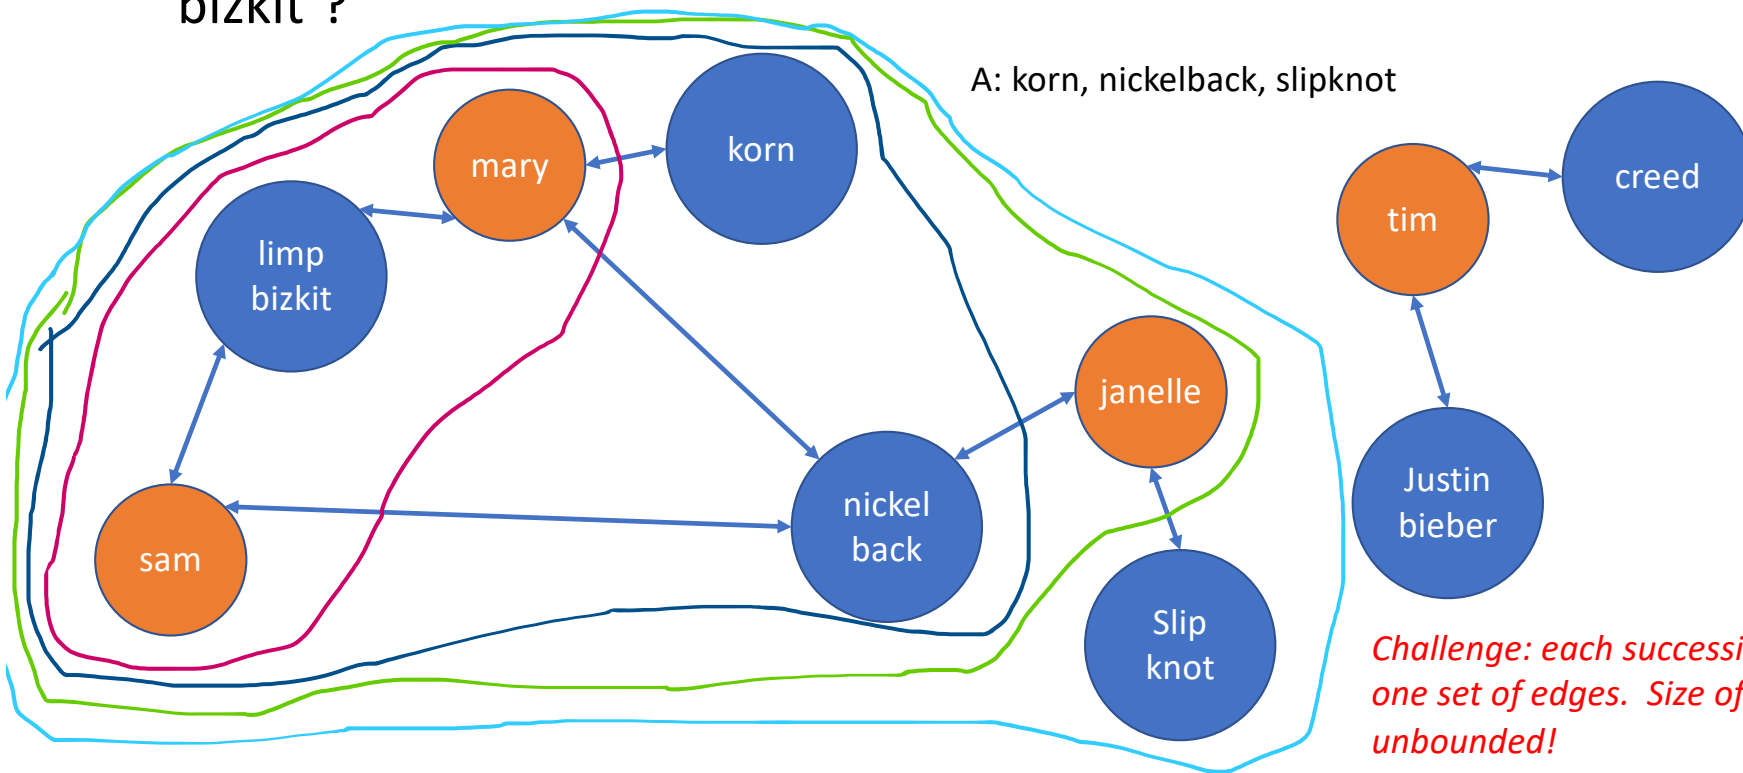 bizkit"?
A: korn, nickelback, slipknot
mary
korn
creed
tim
limp
bizkit
janelle
nickel
back
Justin
bieber
sam
Slip
knot
Challenge: each successi
one set of edges. Size of
unbounded!